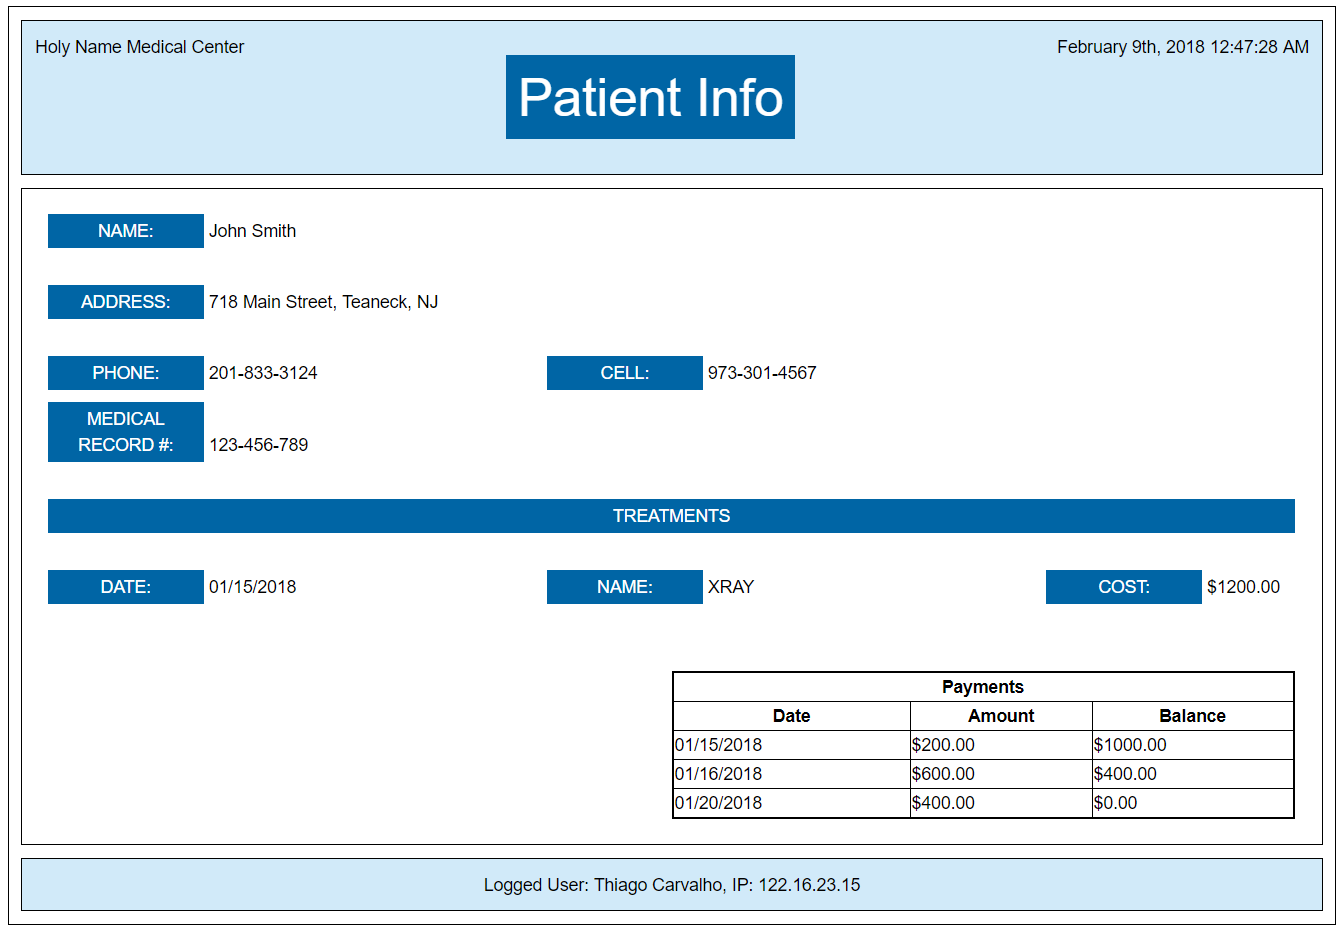 Holy Name Medical Center
February 9th, 2018 12:47:28 AM
Patient Info
NAME: John Smith
ADDRESS: 718 Main Street, Teaneck, NJ
PHONE: 201-833-3124 CELL: 973-301-4567
MEDICAL
RECORD #: 123-456-789
TREATMENTS
DATE: 01/15/2018 NAME: XRAY COST: $1200.00
Payments
Date Amount Balance
01/15/2018 $200.00 $1000.00
01/16/2018 $600.00 $400.00
01/20/2018 $400.00 $0.00
Logged User: Thiago Carvalho, IP: 122.16.23.15